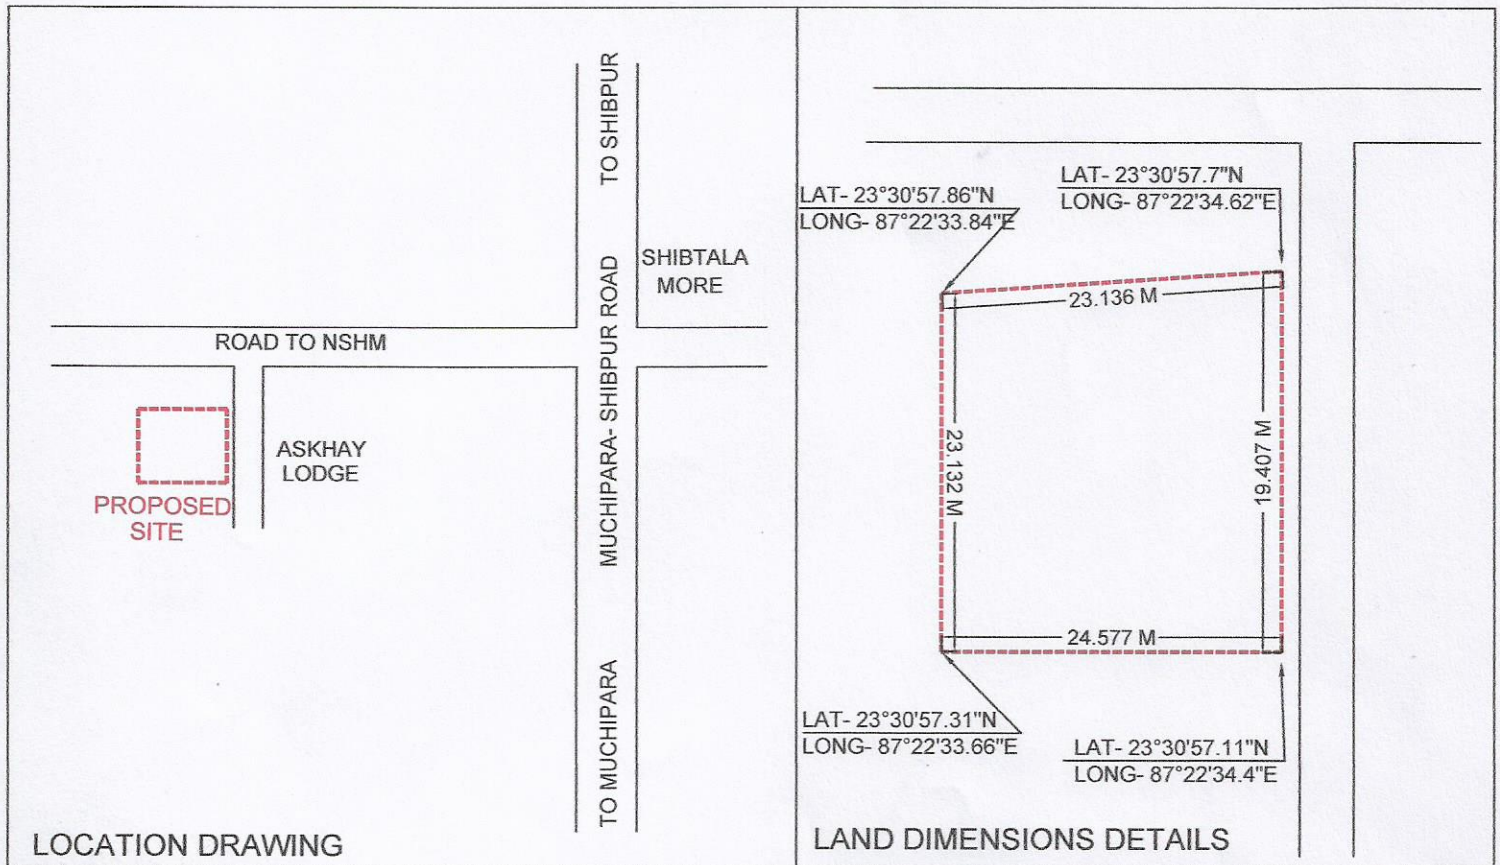 TO SHIBPUR
SHIBTALA
MORE
MUCHIPARA- SHIBPUR ROAD
ROAD TO NSHM
ASKHAY
LODGE
PROPOSED
SITE
TO MUCHIPARA
LOCATION DRAWING
LAT- 23°30'57.86"N
LONG- 87°22'33.84"E
LAT- 23°30'57.7"N
LONG- 87°22'34.62"E
23.136 M
23.132 M
19.407 M
24.577 M
LAT- 23°30'57.31"N
LONG- 87°22'33.66"E
LAT- 23°30'57.11"N
LONG- 87°22'34.4"E
LAND DIMENSIONS DETAILS